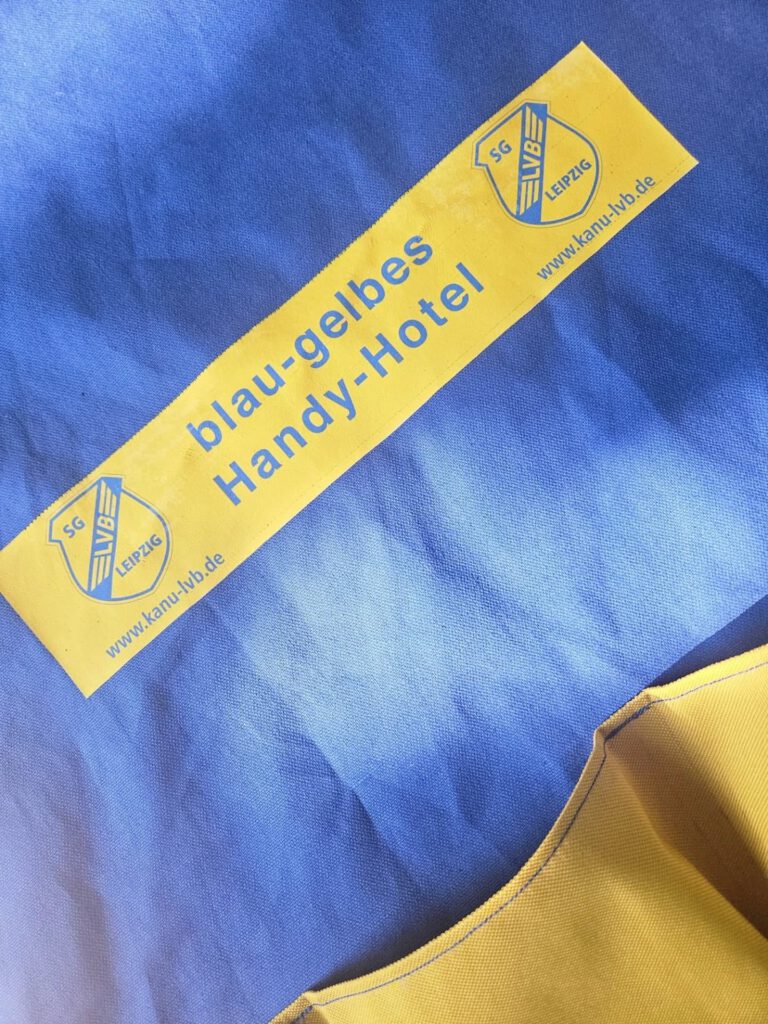 SG
LVB
LEIPZIG
www.kanu-lvb.de
blau-gelbes
Handy-Hotel
SG
LVB
LEIPZIG
www.kanu-lvb.de